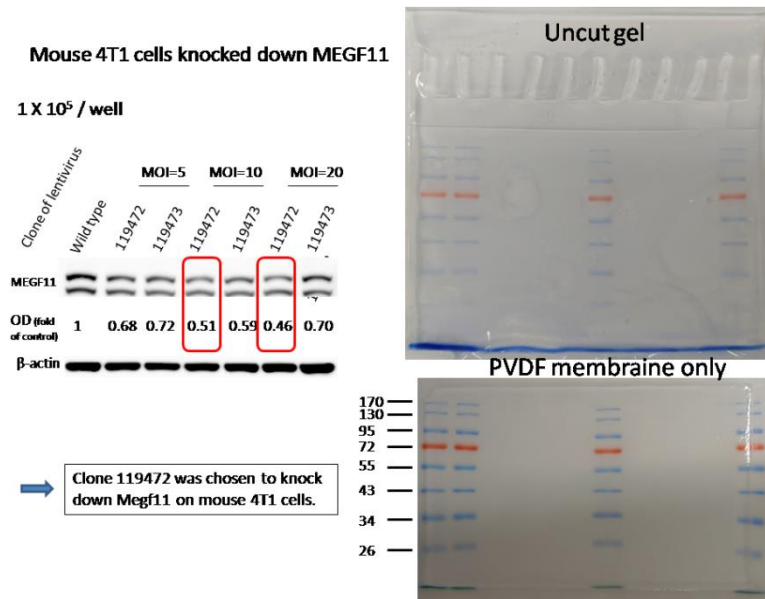 Mouse 4T1 cells knocked down MEGF11
Uncut gel
1 X 10⁵ / well
Clone of lentivirus
MOI=5 MOI=10 MOI=20
Wild type 119472 119473 119472 119473 119472 119473
MEGF11
OD (fold of control) 1 0.68 0.72 0.51 0.59 0.46 0.70
β-actin
PVDF membraine only
170
130
95
72
55
43
34
26
Clone 119472 was chosen to knock
down Megf11 on mouse 4T1 cells.